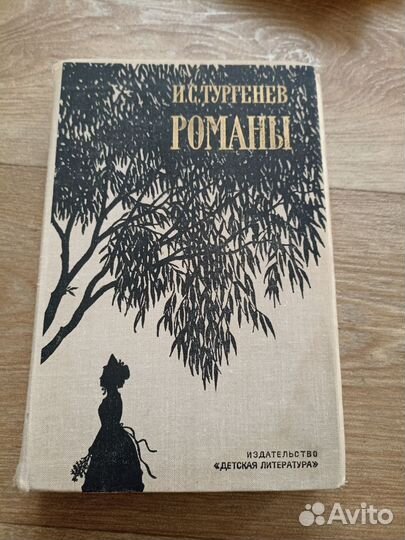 И.С.ТУРГЕНЕВ
РОМАНЫ
ИЗДАТЕЛЬСТВО
«ДЕТСКАЯ ЛИТЕРАТУРА»
Avito